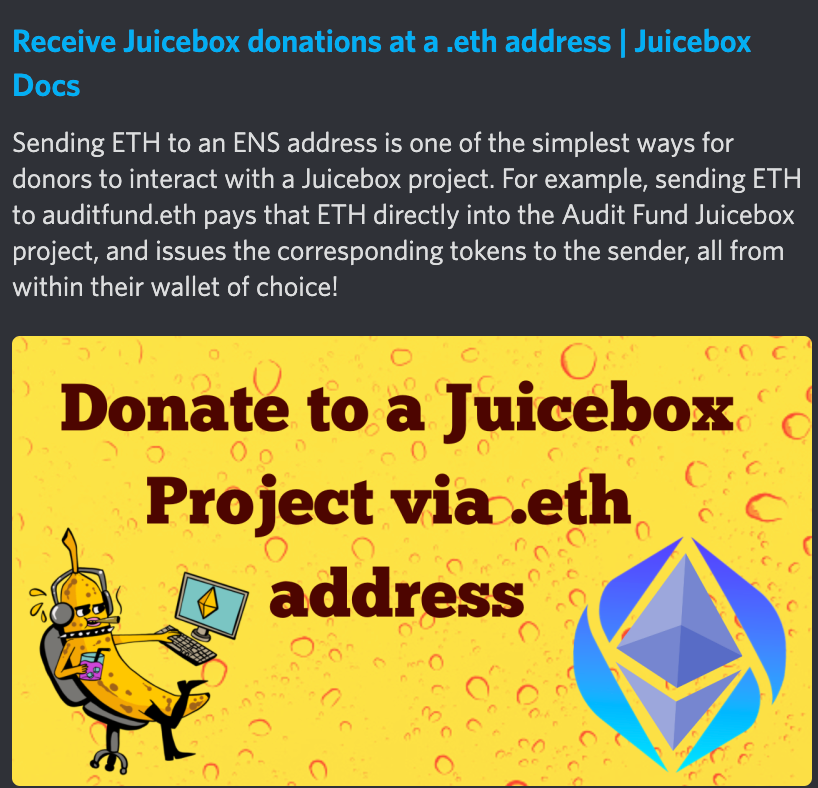 Receive Juicebox donations at a .eth address | Juicebox
Docs
Sending ETH to an ENS address is one of the simplest ways for
donors to interact with a Juicebox project. For example, sending ETH
to auditfund.eth pays that ETH directly into the Audit Fund Juicebox
project, and issues the corresponding tokens to the sender, all from
within their wallet of choice!
Donate to a Juicebox
Project via .eth
address